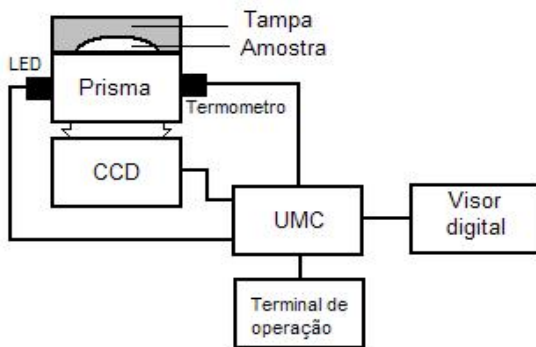 Tampa
Amostra
LED
Prisma
Termometro
CCD
UMC
Visor
digital
Terminal de
operação